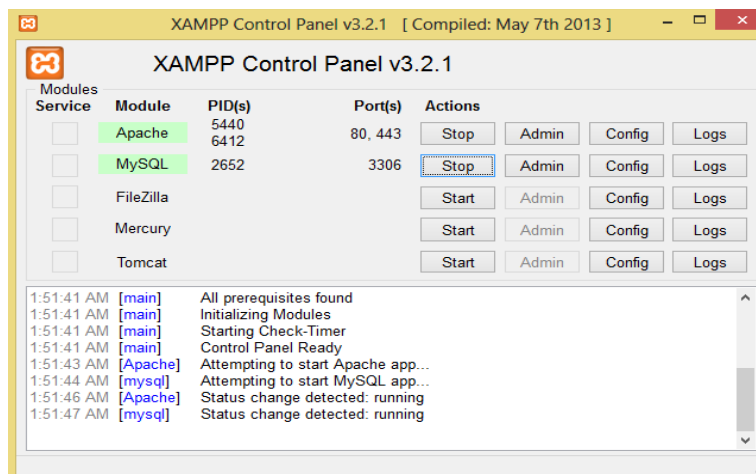 XAMPP Control Panel v3.2.1 [ Compiled: May 7th 2013 ]
XAMPP Control Panel v3.2.1
Modules
Service Module PID(s) Port(s) Actions
Apache 5440 6412 80, 443 Stop Admin Config Logs
MySQL 2652 3306 Stop Admin Config Logs
FileZilla Start Admin Config Logs
Mercury Start Admin Config Logs
Tomcat Start Admin Config Logs
1:51:41 AM [main] All prerequisites found
1:51:41 AM [main] Initializing Modules
1:51:41 AM [main] Starting Check-Timer
1:51:41 AM [main] Control Panel Ready
1:51:43 AM [Apache] Attempting to start Apache app...
1:51:44 AM [mysql] Attempting to start MySQL app...
1:51:46 AM [Apache] Status change detected: running
1:51:47 AM [mysql] Status change detected: running